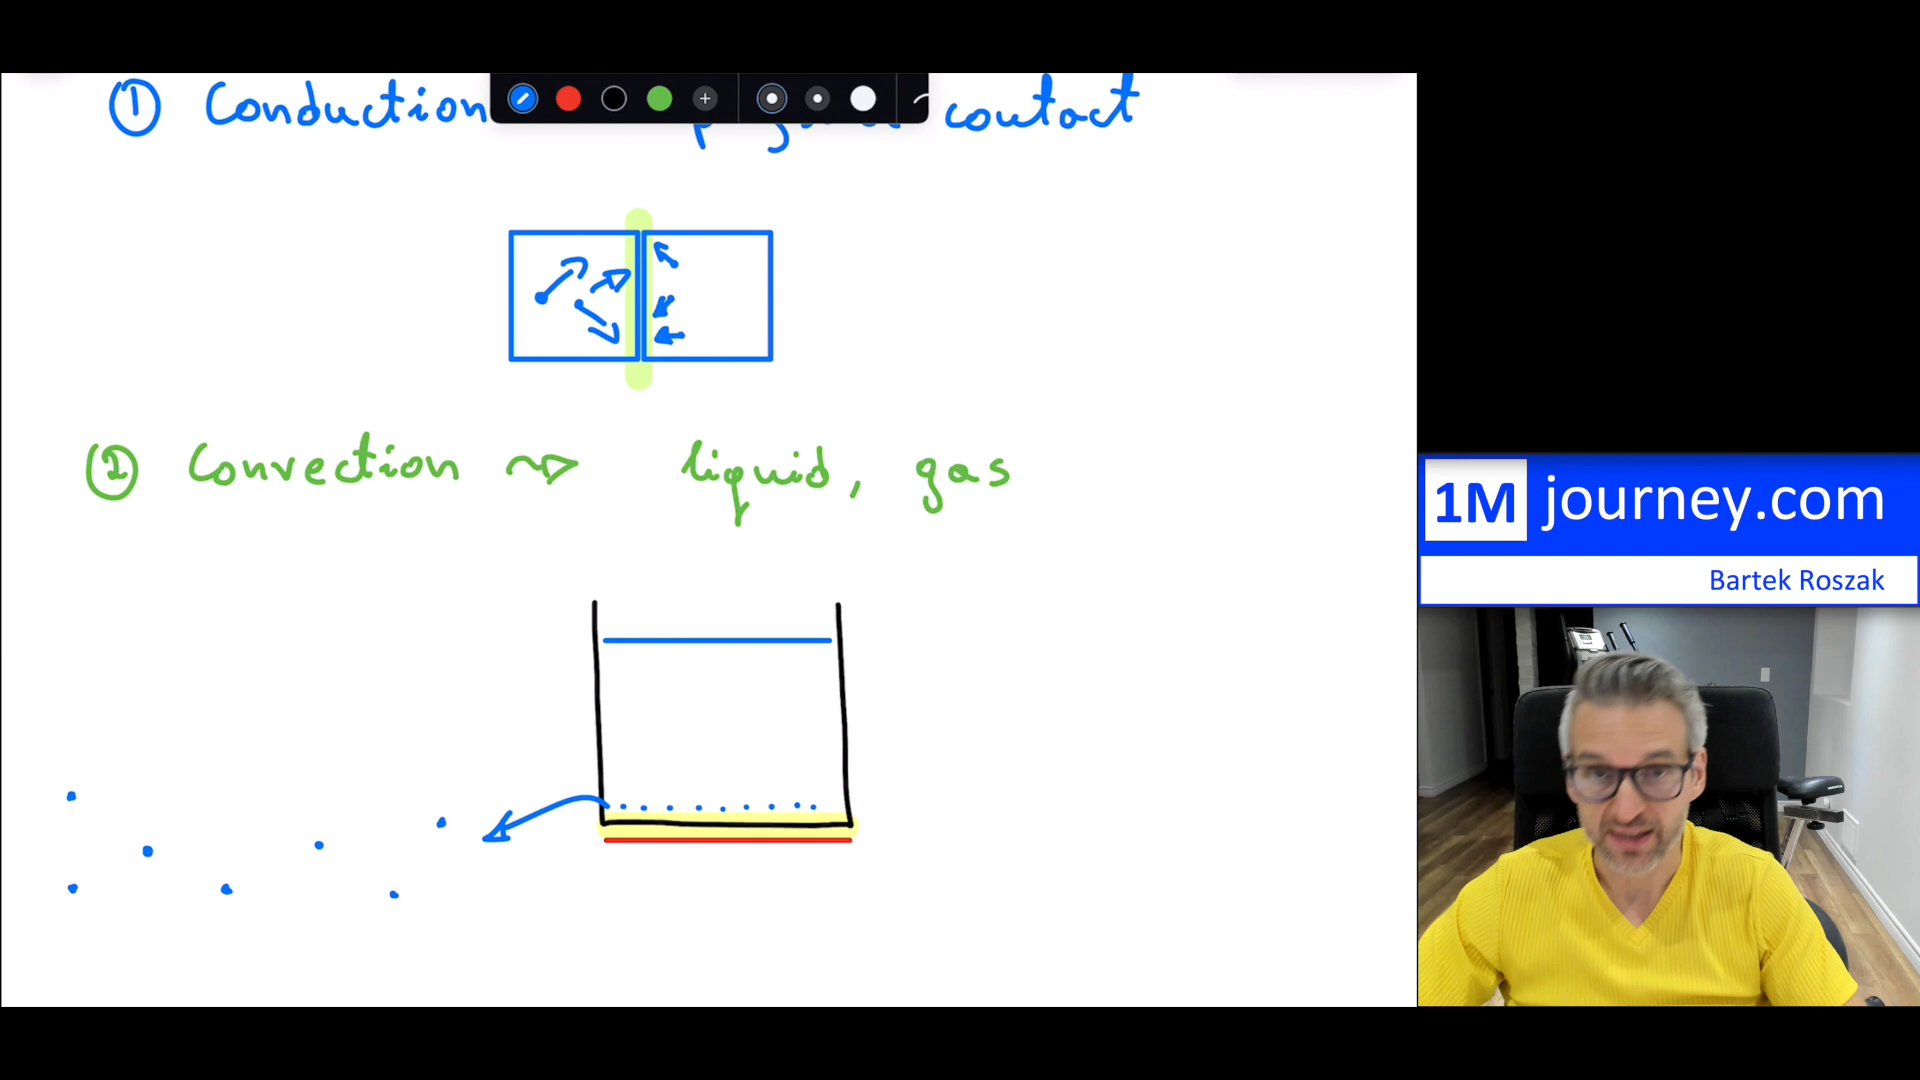 ① Conduction contact
② Convection ⤳ liquid, gas
1M journey.com
Bartek Roszak